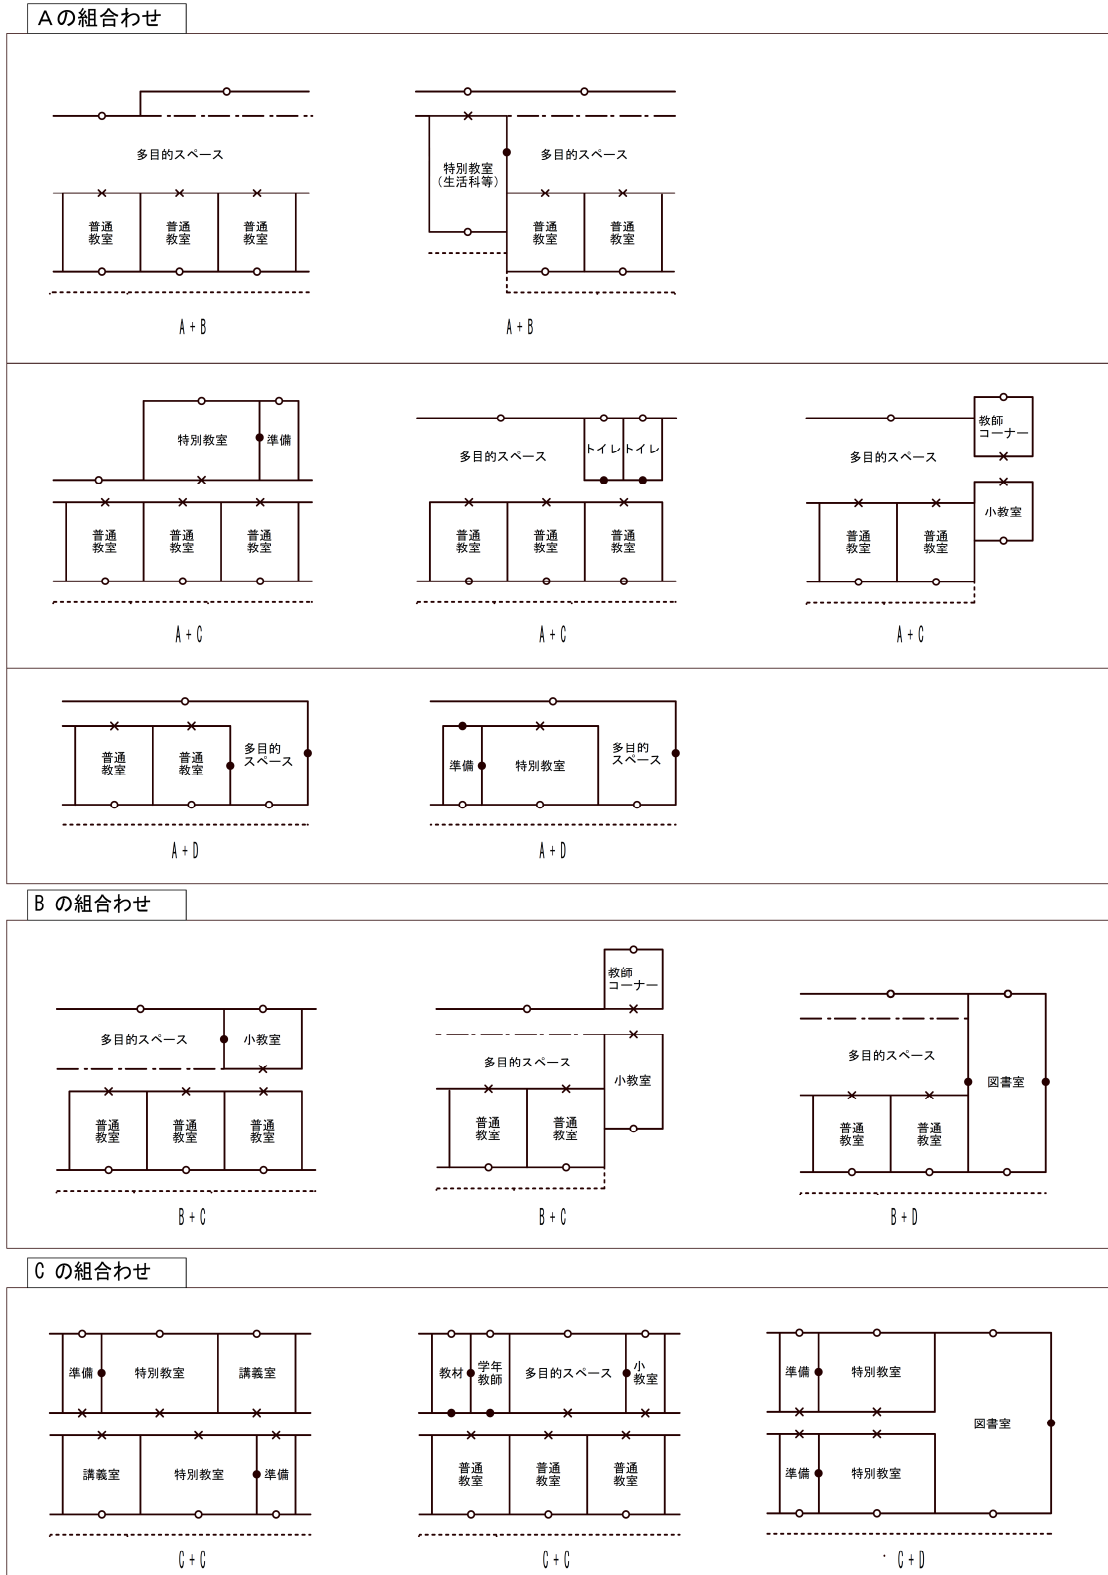 Aの組合わせ
多目的スペース
普通
教室
普通
教室
普通
教室
A + B
特別教室
(生活科等)
多目的スペース
普通
教室
普通
教室
A + B
特別教室
準備
普通
教室
普通
教室
普通
教室
A + C
多目的スペース
トイレ
トイレ
普通
教室
普通
教室
普通
教室
A + C
教師
コーナー
多目的スペース
小教室
普通
教室
普通
教室
A + C
普通
教室
普通
教室
多目的
スペース
A + D
準備
特別教室
多目的
スペース
A + D
B の組合わせ
多目的スペース
小教室
普通
教室
普通
教室
普通
教室
B + C
教師
コーナー
多目的スペース
小教室
普通
教室
普通
教室
B + C
多目的スペース
図書室
普通
教室
普通
教室
B + D
C の組合わせ
準備
特別教室
講義室
講義室
特別教室
準備
C + C
教材
学年
教師
多目的スペース
小
教室
普通
教室
普通
教室
普通
教室
C + C
準備
特別教室
図書室
準備
特別教室
C + D